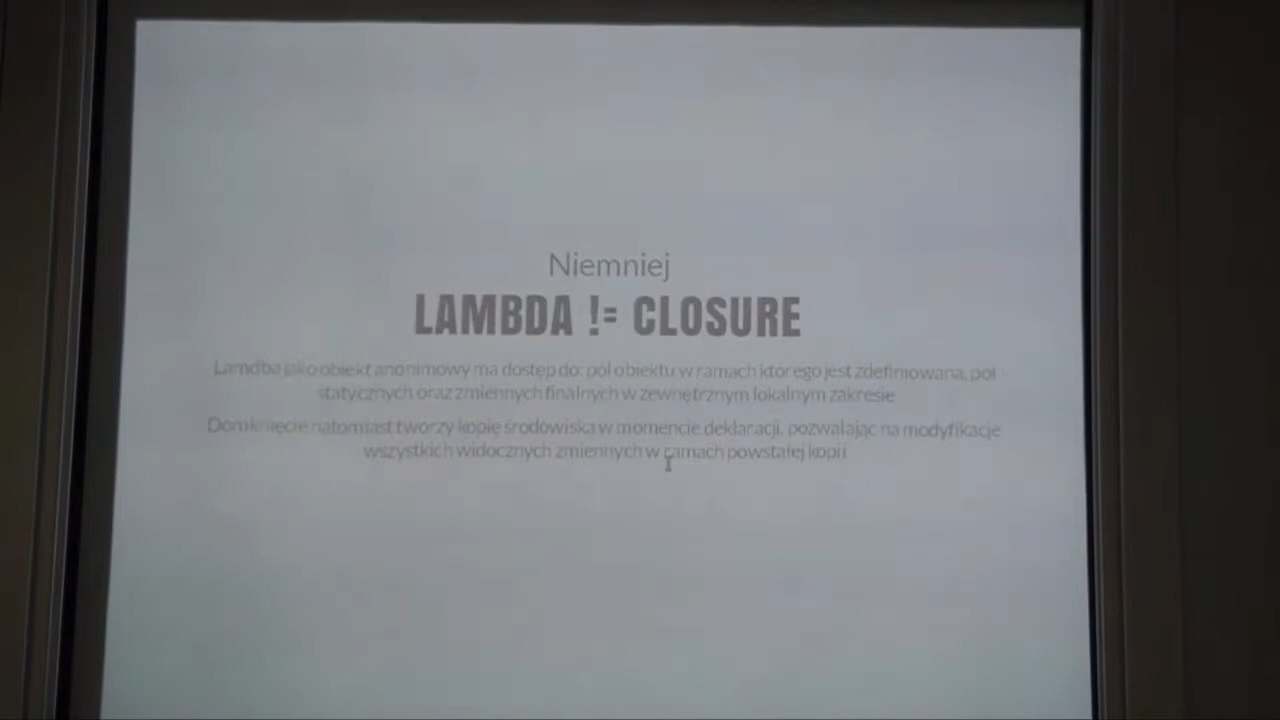 Niemniej
LAMBDA != CLOSURE
Lamdba jako obiekt anonimowy ma dostęp do: pól obiektu w ramach którego jest zdefiniowana, pól
statycznych oraz zmiennych finalnych w zewnętrznym lokalnym zakresie
Domknięcie natomiast tworzy kopię środowiska w momencie deklaracji, pozwalając na modyfikacje
wszystkich widocznych zmiennych w ramach powstałej kopii